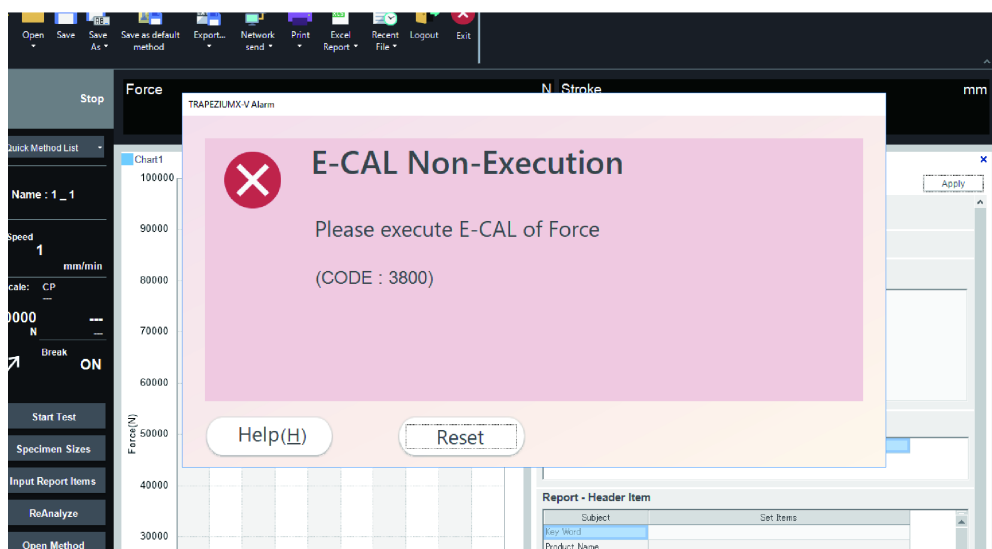 Open Save Save As Save as default method Export... Network send Print Excel Report Recent File Logout Exit
Stop
Force N Stroke mm
TRAPEZIUMX-V Alarm
E-CAL Non-Execution
Please execute E-CAL of Force
(CODE : 3800)
Help(H)
Reset
Quick Method List
Name : 1 _ 1
Speed
1
mm/min
CP
---
---
N
Break
ON
Start Test
Specimen Sizes
Input Report Items
ReAnalyze
Open Method
Chart1
100000
90000
80000
70000
60000
50000
40000
30000
Force(N)
Apply
Report - Header Item
Subject Set Items
Key Word
Product Name